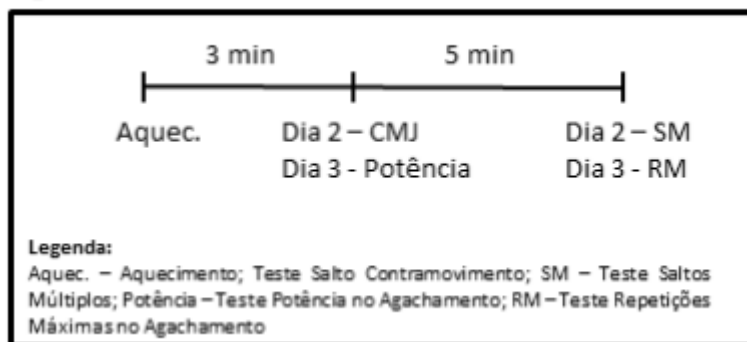 3 min 5 min
Aquec. Dia 2 – CMJ Dia 2 – SM
Dia 3 - Potência Dia 3 - RM
Legenda:
Aquec. – Aquecimento; Teste Salto Contramovimento; SM – Teste Saltos
Múltiplos; Potência – Teste Potência no Agachamento; RM – Teste Repetições
Máximas no Agachamento